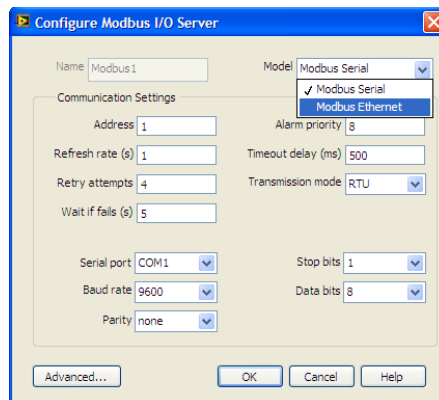 Configure Modbus I/O Server
Name Modbus1 Model Modbus Serial
✓ Modbus Serial
Modbus Ethernet
Communication Settings
Address 1 Alarm priority 8
Refresh rate (s) 1 Timeout delay (ms) 500
Retry attempts 4 Transmission mode RTU
Wait if fails (s) 5
Serial port COM1 Stop bits 1
Baud rate 9600 Data bits 8
Parity none
Advanced... OK Cancel Help